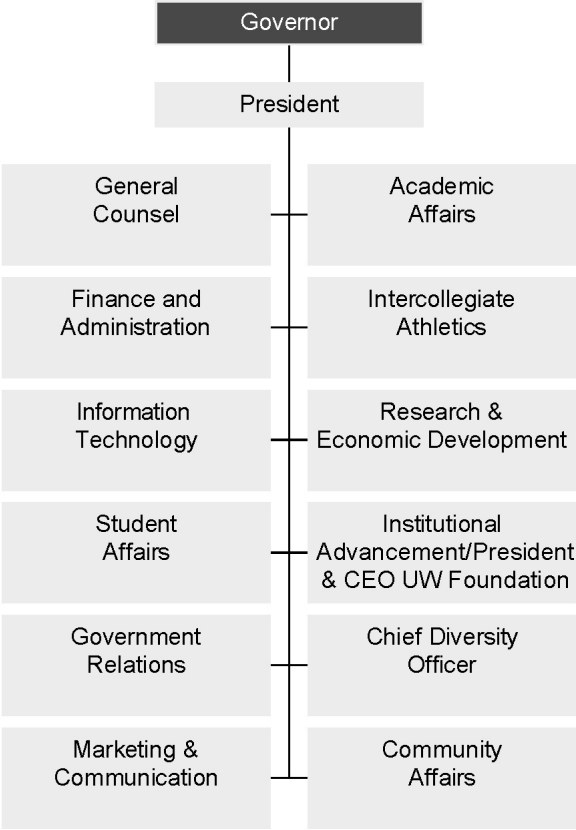 Governor
President
General
Counsel
Academic
Affairs
Finance and
Administration
Intercollegiate
Athletics
Information
Technology
Research &
Economic Development
Student
Affairs
Institutional
Advancement/President
& CEO UW Foundation
Government
Relations
Chief Diversity
Officer
Marketing &
Communication
Community
Affairs